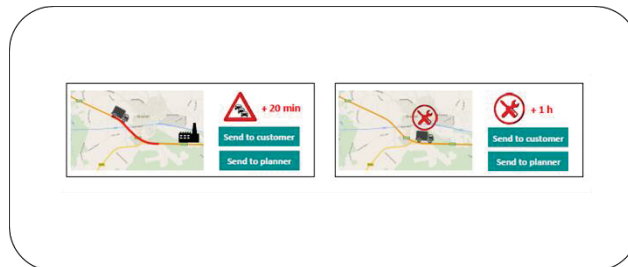 + 20 min
Send to customer
Send to planner
+ 1 h
Send to customer
Send to planner